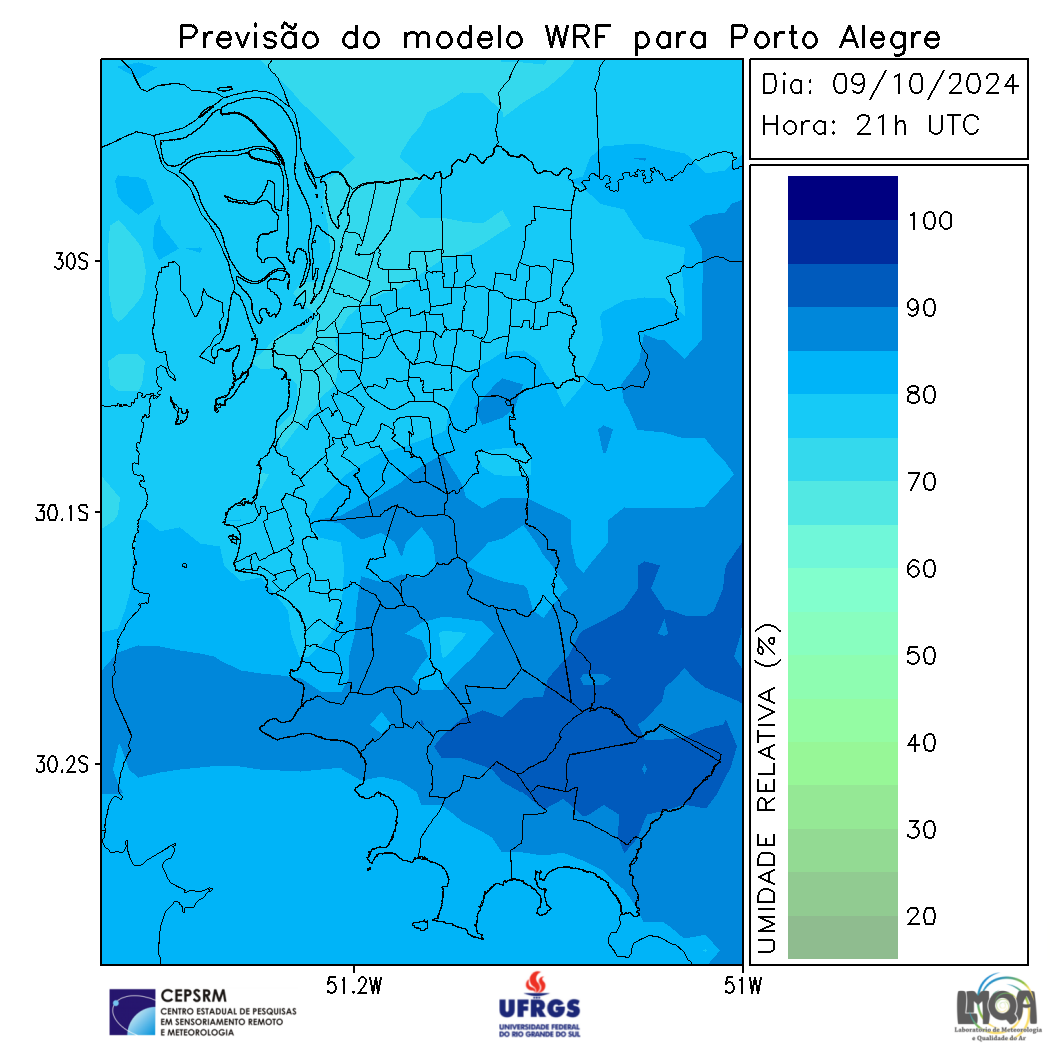 Previsão do modelo WRF para Porto Alegre
Dia: 09/10/2024
Hora: 21h UTC
100
90
80
70
60
50
40
30
20
UMIDADE RELATIVA (%)
30S
30.1S
30.2S
51.2W
51W
CEPSRM
CENTRO ESTADUAL DE PESQUISAS
EM SENSORIAMENTO REMOTO
E METEOROLOGIA
UFRGS
UNIVERSIDADE FEDERAL
DO RIO GRANDE DO SUL
LMQA
Laboratório de Meteorologia
e Qualidade do Ar